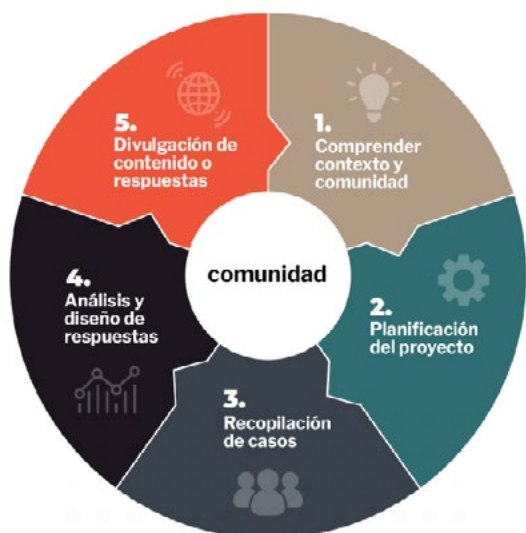 1.
Comprender
contexto y
comunidad
2.
Planificación
del proyecto
3.
Recopilación
de casos
4.
Análisis y
diseño de
respuestas
5.
Divulgación de
contenido o
respuestas
comunidad